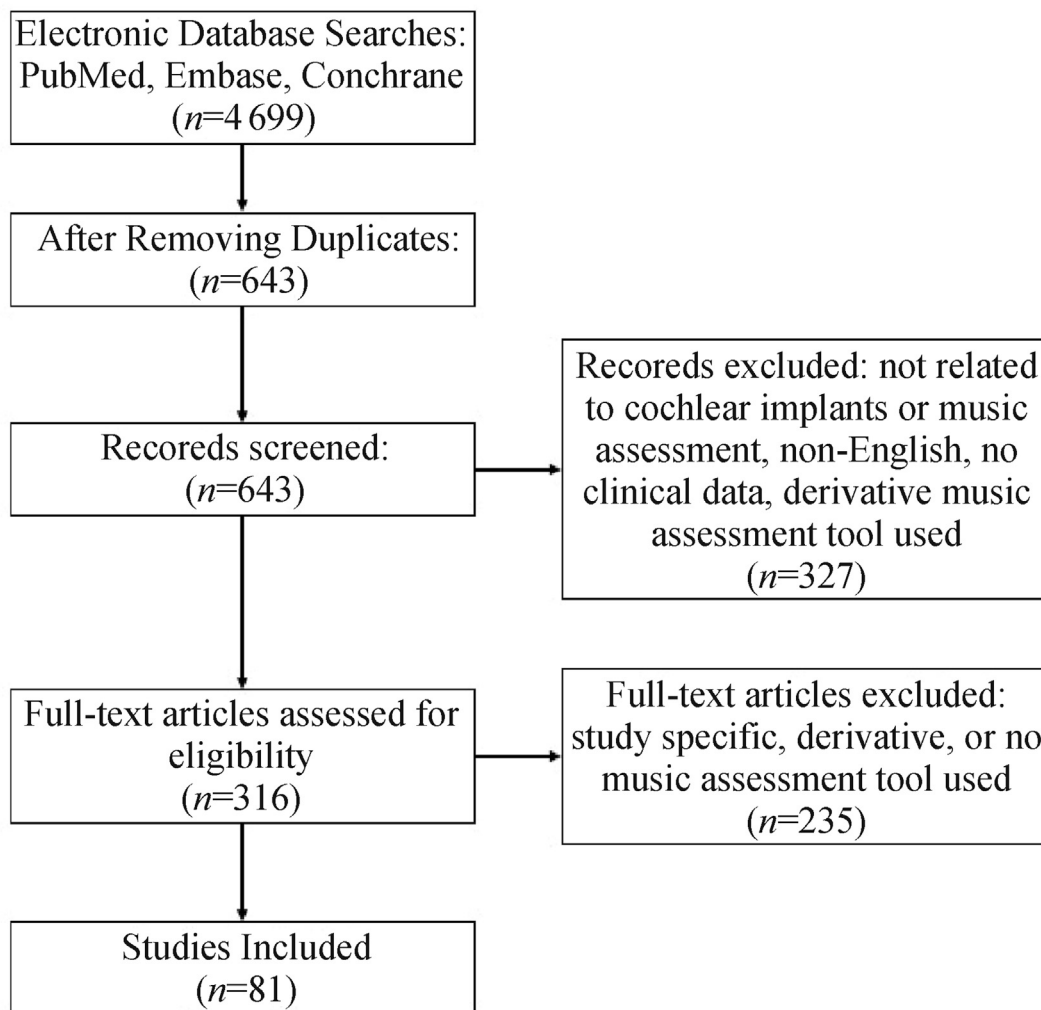 Electronic Database Searches:
PubMed, Embase, Conchrane
(n=4 699)
After Removing Duplicates:
(n=643)
Recoreds screened:
(n=643)
Recoreds excluded: not related
to cochlear implants or music
assessment, non-English, no
clinical data, derivative music
assessment tool used
(n=327)
Full-text articles assessed for
eligibility
(n=316)
Full-text articles excluded:
study specific, derivative, or no
music assessment tool used
(n=235)
Studies Included
(n=81)